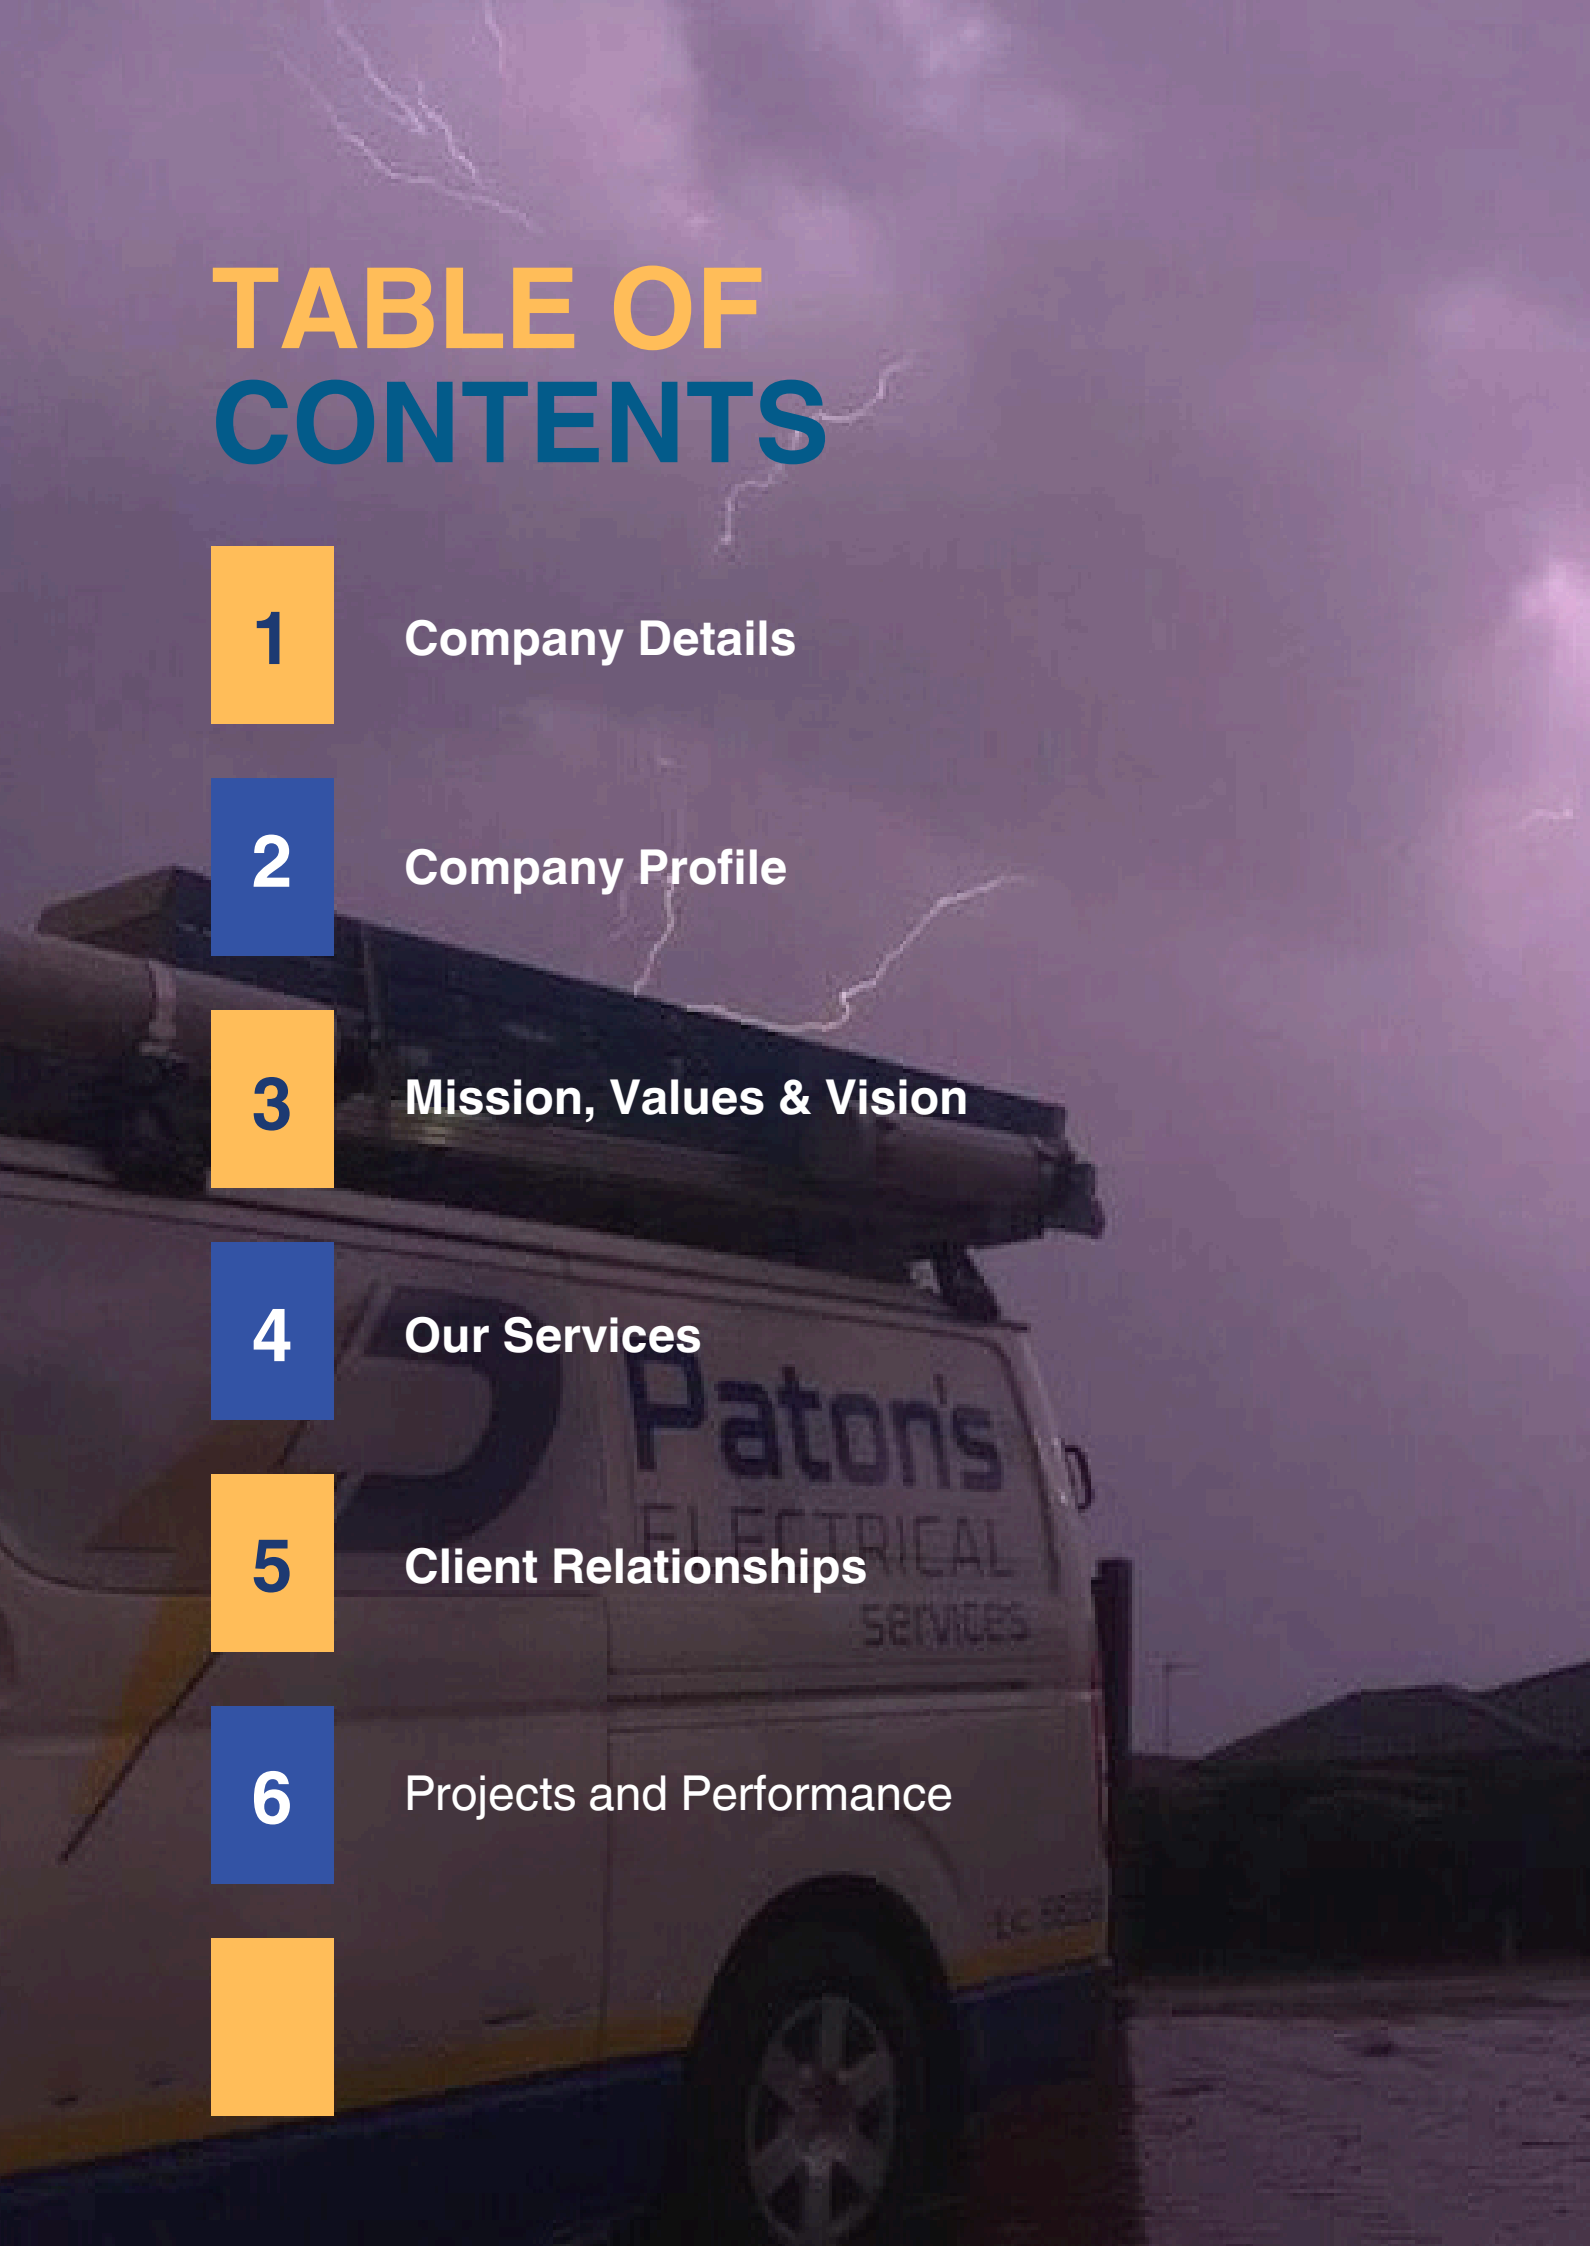 TABLE OF
CONTENTS
1
Company Details
2
Company Profile
3
Mission, Values & Vision
4
Our Services
Paton's
ELECTRICAL
5
Client Relationships
services
6
Projects and Performance